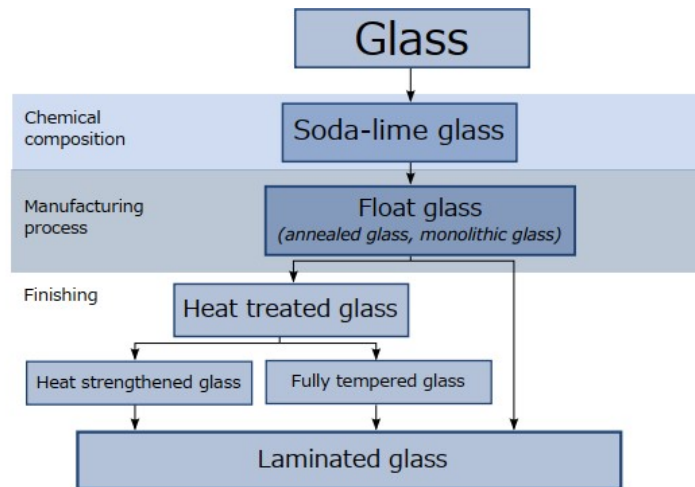 Glass
Chemical
composition
Soda-lime glass
Manufacturing
process
Float glass
(annealed glass, monolithic glass)
Finishing
Heat treated glass
Heat strengthened glass
Fully tempered glass
Laminated glass